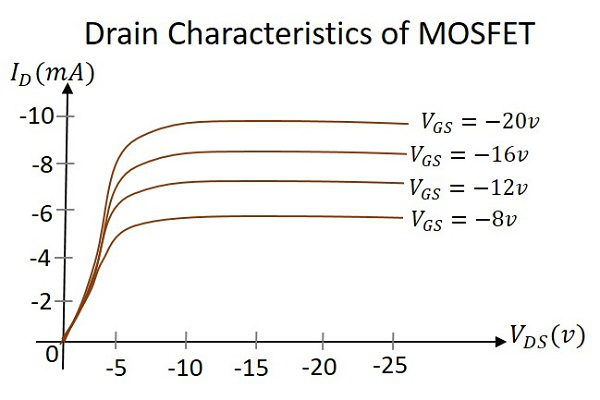 Drain Characteristics of MOSFET
I_D (mA)
-10
-8
-6
-4
-2
0
V_GS = −20v
V_GS = −16v
V_GS = −12v
V_GS = −8v
V_DS (v)
-5 -10 -15 -20 -25